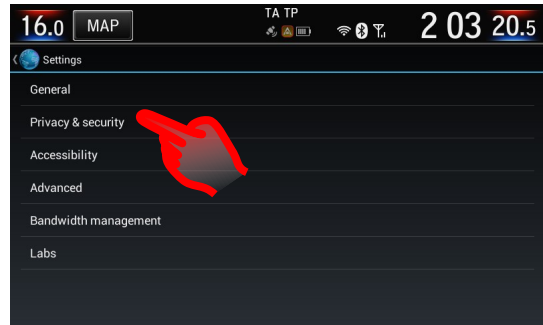 16.0 MAP TA TP 2 03 20.5
Settings
General
Privacy & security
Accessibility
Advanced
Bandwidth management
Labs